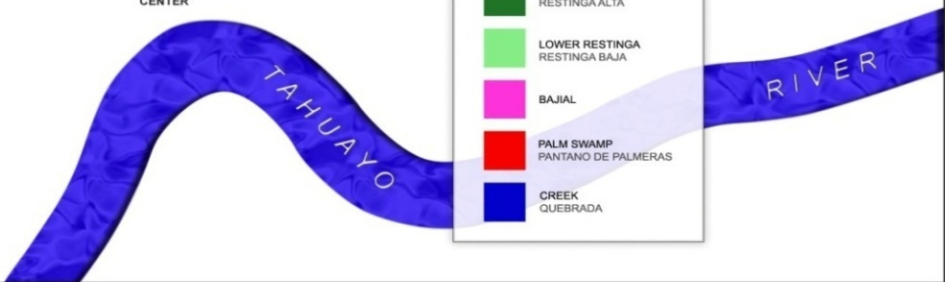 CENTER
RESTINGA ALTA
LOWER RESTINGA
RESTINGA BAJA
BAJIAL
PALM SWAMP
PANTANO DE PALMERAS
CREEK
QUEBRADA
TAHUAYO
RIVER